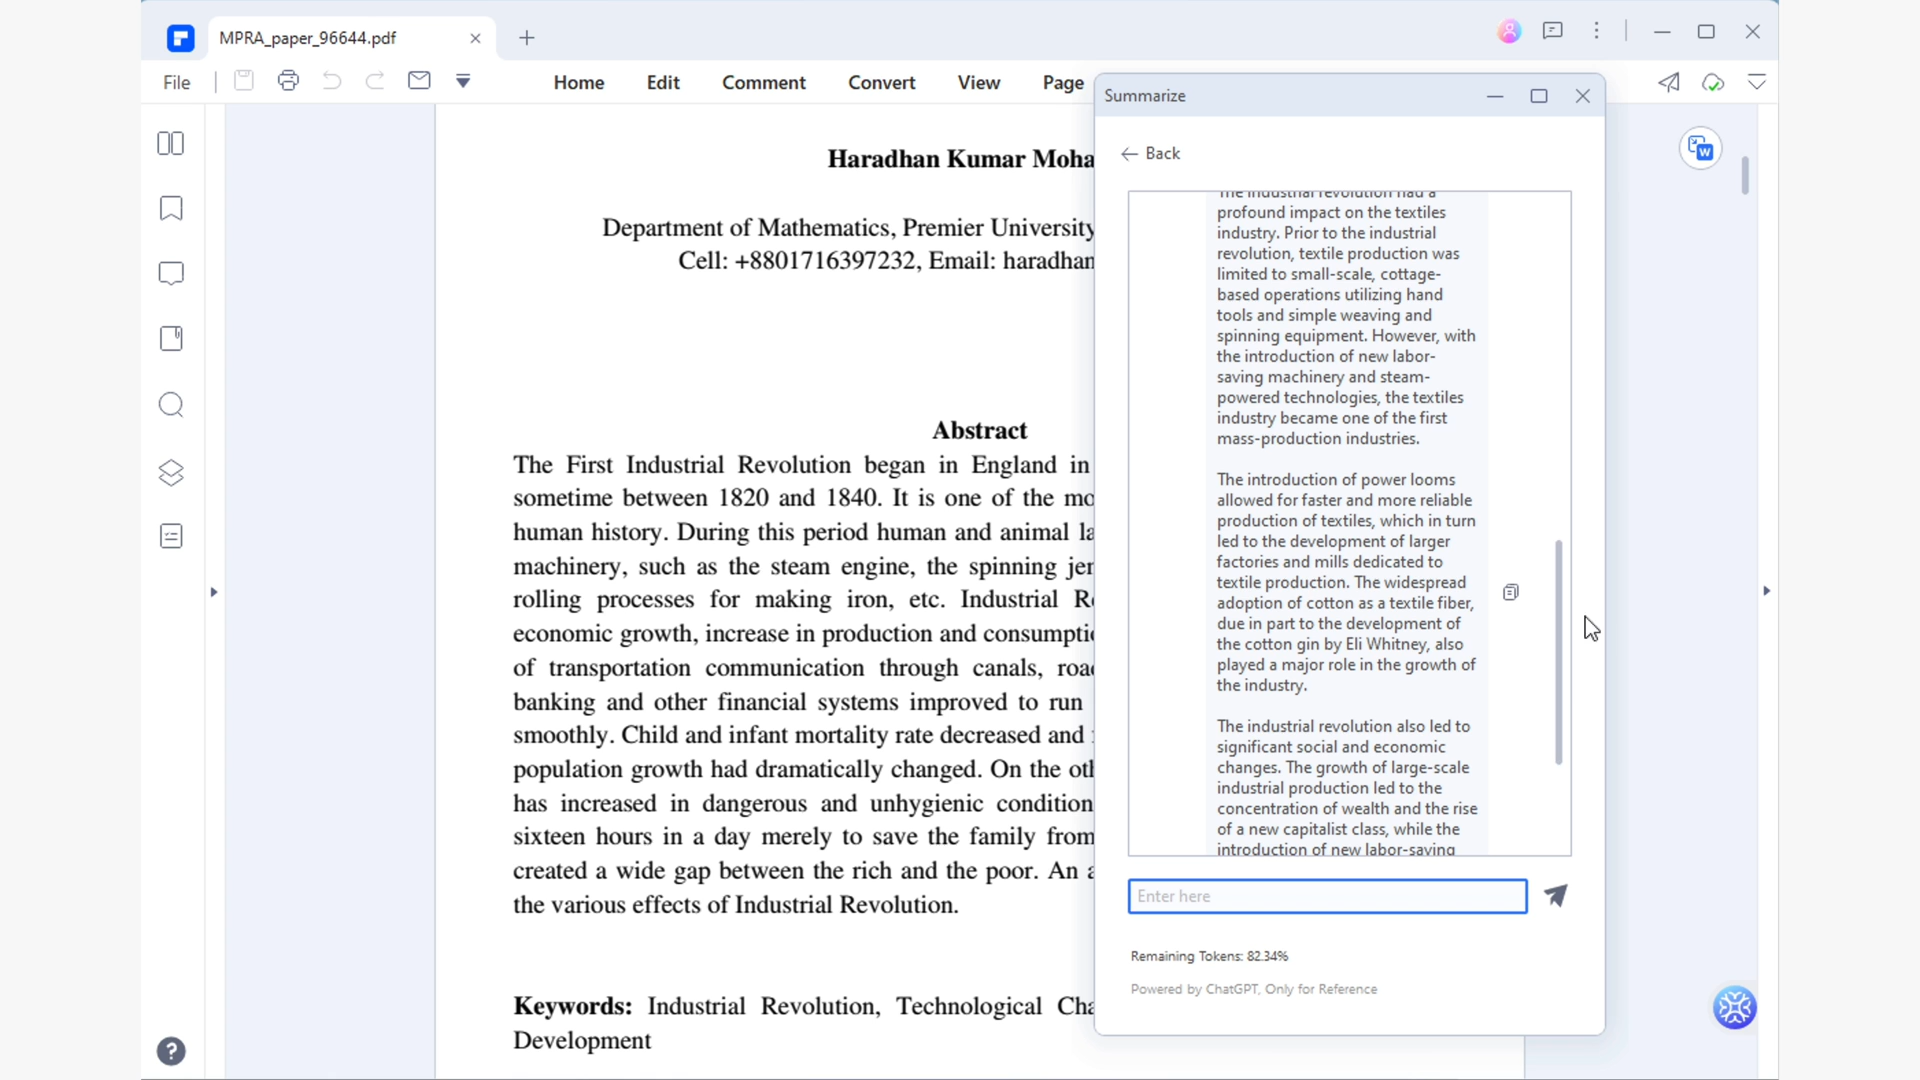 MPRA_paper_96644.pdf
File
Home
Edit
Comment
Convert
View
Page
Haradhan Kumar Moha
Department of Mathematics, Premier University
Cell: +8801716397232, Email: haradhan
Abstract
The First Industrial Revolution began in England in
sometime between 1820 and 1840. It is one of the mo
human history. During this period human and animal la
machinery, such as the steam engine, the spinning jer
rolling processes for making iron, etc. Industrial Re
economic growth, increase in production and consumptio
of transportation communication through canals, road
banking and other financial systems improved to run
smoothly. Child and infant mortality rate decreased and
population growth had dramatically changed. On the oth
has increased in dangerous and unhygienic condition
sixteen hours in a day merely to save the family from
created a wide gap between the rich and the poor. An a
the various effects of Industrial Revolution.
Keywords: Industrial Revolution, Technological Cha
Development
Summarize
Back
The industrial revolution had a
profound impact on the textiles
industry. Prior to the industrial
revolution, textile production was
limited to small-scale, cottage-
based operations utilizing hand
tools and simple weaving and
spinning equipment. However, with
the introduction of new labor-
saving machinery and steam-
powered technologies, the textiles
industry became one of the first
mass-production industries.
The introduction of power looms
allowed for faster and more reliable
production of textiles, which in turn
led to the development of larger
factories and mills dedicated to
textile production. The widespread
adoption of cotton as a textile fiber,
due in part to the development of
the cotton gin by Eli Whitney, also
played a major role in the growth of
the industry.
The industrial revolution also led to
significant social and economic
changes. The growth of large-scale
industrial production led to the
concentration of wealth and the rise
of a new capitalist class, while the
introduction of new labor-saving
Enter here
Remaining Tokens: 82.34%
Powered by ChatGPT, Only for Reference